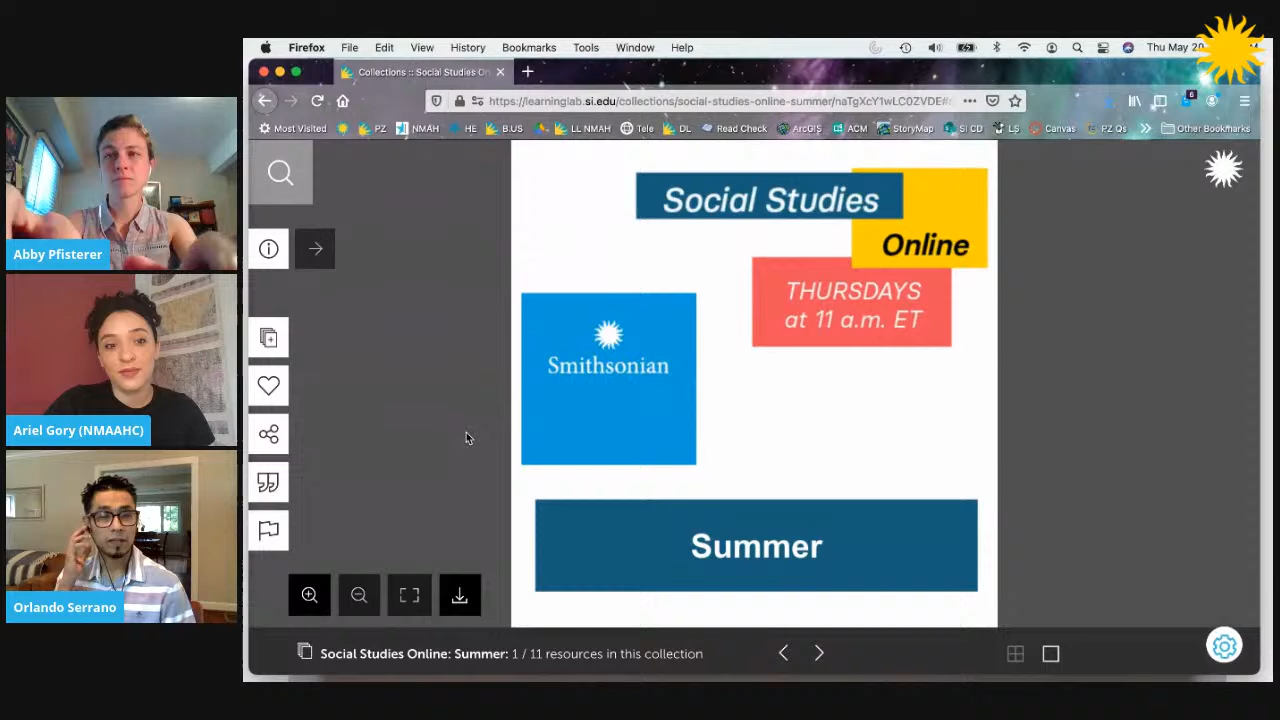 Firefox File Edit View History Bookmarks Tools Window Help
Thu May 20
Collections :: Social Studies On
https://learninglab.si.edu/collections/social-studies-online-summer/naTgXcY1wLC0ZVDE#r
6
Most Visited PZ NMAH HE B.US LL NMAH Tele DL Read Check ArcGIS ACM StoryMap SI CD LS Canvas PZ Qs Other Bookmarks
Abby Pfisterer
Ariel Gory (NMAAHC)
Orlando Serrano
Social Studies
Online
THURSDAYS
at 11 a.m. ET
Smithsonian
Summer
Social Studies Online: Summer: 1 / 11 resources in this collection